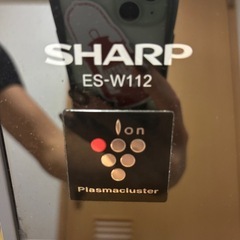 SHARP
ES-W112
Ion
Plasmacluster